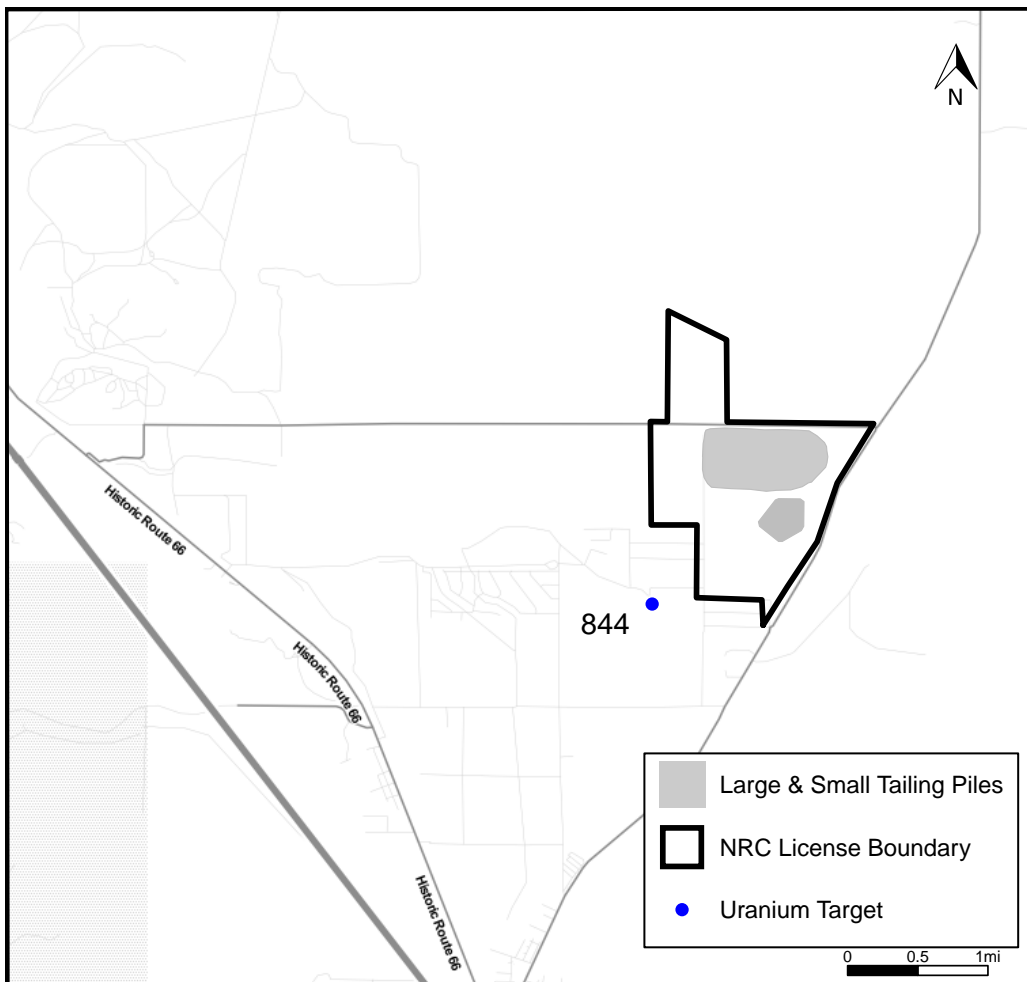 N
Historic Route 66
Historic Route 66
844
Historic Route 66
Large & Small Tailing Piles
NRC License Boundary
Uranium Target
0 0.5 1mi